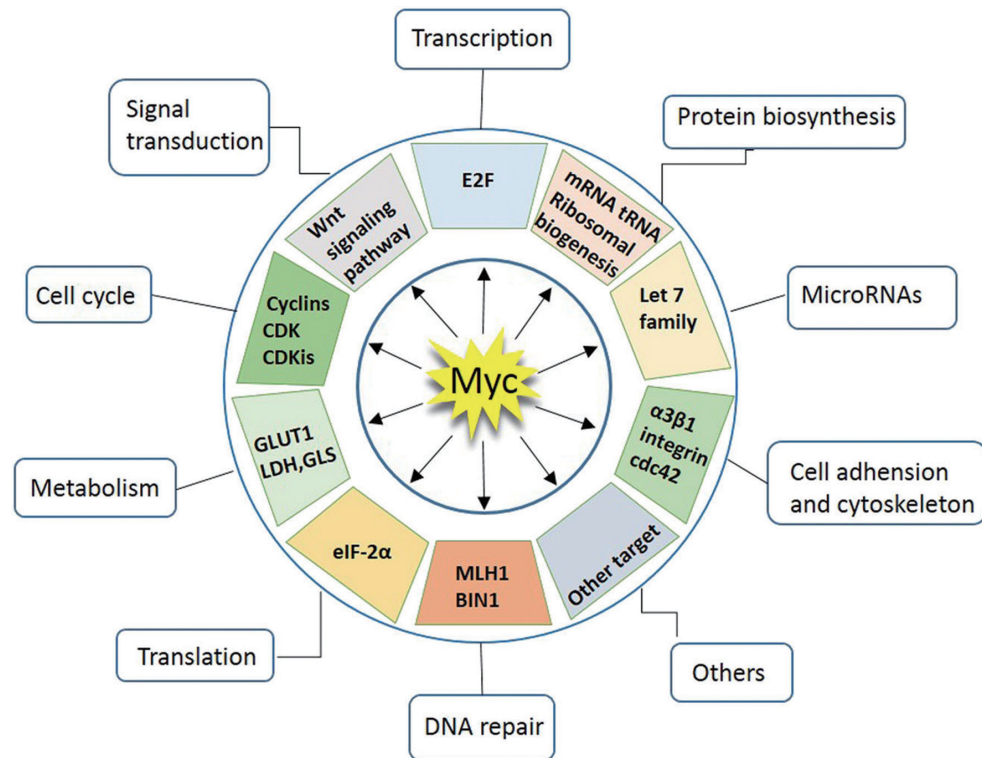 Transcription
Signal
transduction
Protein biosynthesis
E2F
mRNA tRNA
Ribosomal
biogenesis
Wnt
signaling
pathway
Cell cycle
Cyclins
CDK
CDKis
Let 7
family
MicroRNAs
Myc
α3β1
integrin
cdc42
GLUT1
LDH,GLS
Metabolism
Cell adhension
and cytoskeleton
eIF-2α
MLH1
BIN1
Other target
Translation
Others
DNA repair